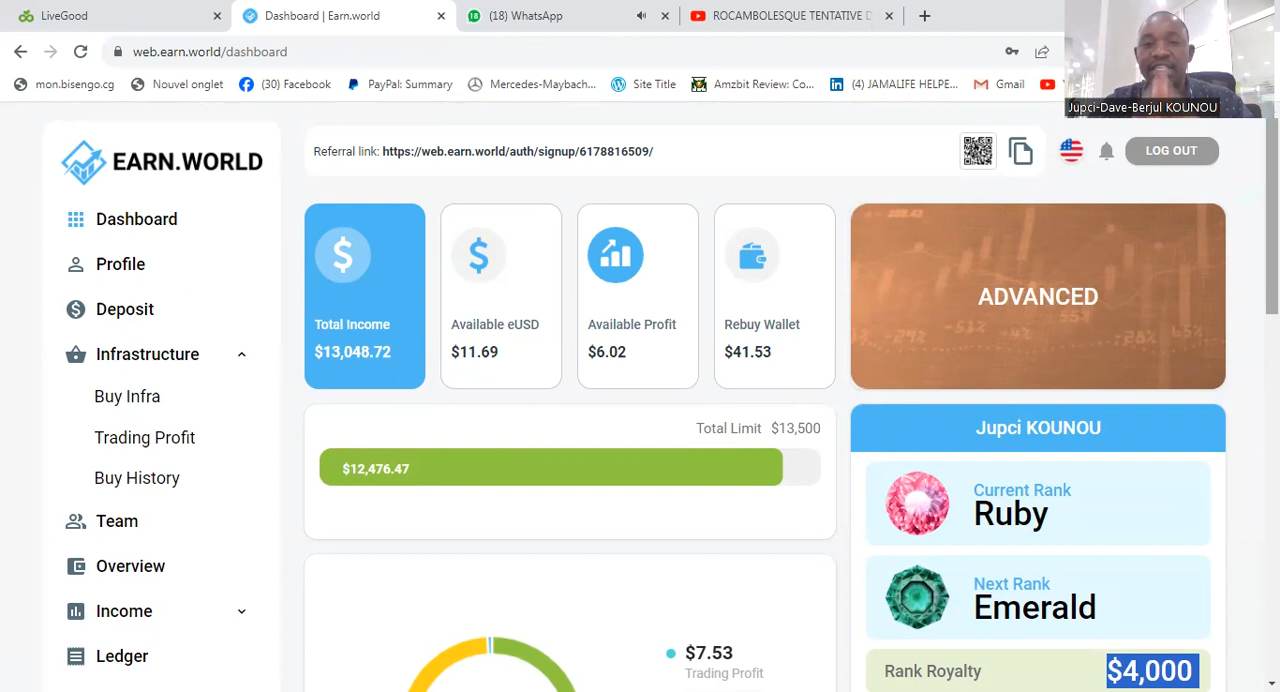 LiveGood
Dashboard | Earn.world
(18) WhatsApp
ROCAMBOLESQUE TENTATIVE D
web.earn.world/dashboard
mon.bisengo.cg
Nouvel onglet
(30) Facebook
PayPal: Summary
Mercedes-Maybach...
Site Title
Amzbit Review: Co...
(4) JAMALIFE HELPE...
Gmail
Jupci-Dave-Berjul KOUNOU
EARN.WORLD
Referral link: https://web.earn.world/auth/signup/6178816509/
LOG OUT
Dashboard
Profile
Deposit
Infrastructure
Buy Infra
Trading Profit
Buy History
Team
Overview
Income
Ledger
Total Income
$13,048.72
Available eUSD
$11.69
Available Profit
$6.02
Rebuy Wallet
$41.53
ADVANCED
Total Limit $13,500
$12,476.47
$7.53
Trading Profit
Jupci KOUNOU
Current Rank
Ruby
Next Rank
Emerald
Rank Royalty $4,000